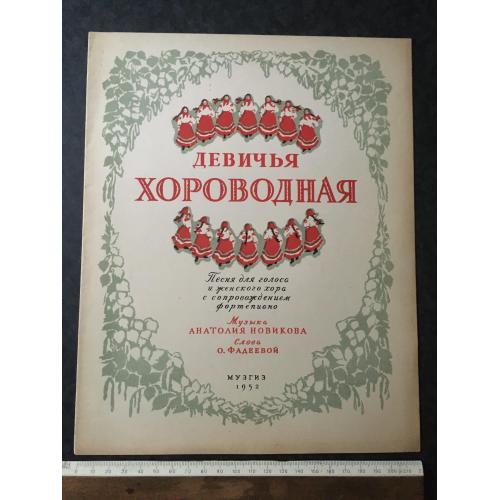 ДЕВИЧЬЯ
ХОРОВОДНАЯ
Песня для голоса
и женского хора
с сопровождением
фортепиано
Музыка
АНАТОЛИЯ НОВИКОВА
Слова
О. ФАДЕЕВОЙ
МУЗГИЗ
1952